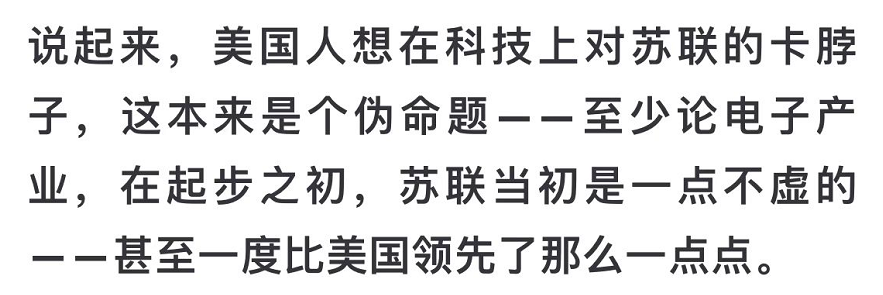 说起来，美国人想在科技上对苏联的卡脖
子，这本来是个伪命题——至少论电子产
业，在起步之初，苏联当初是一点不虚的
——甚至一度比美国领先了那么一点点。